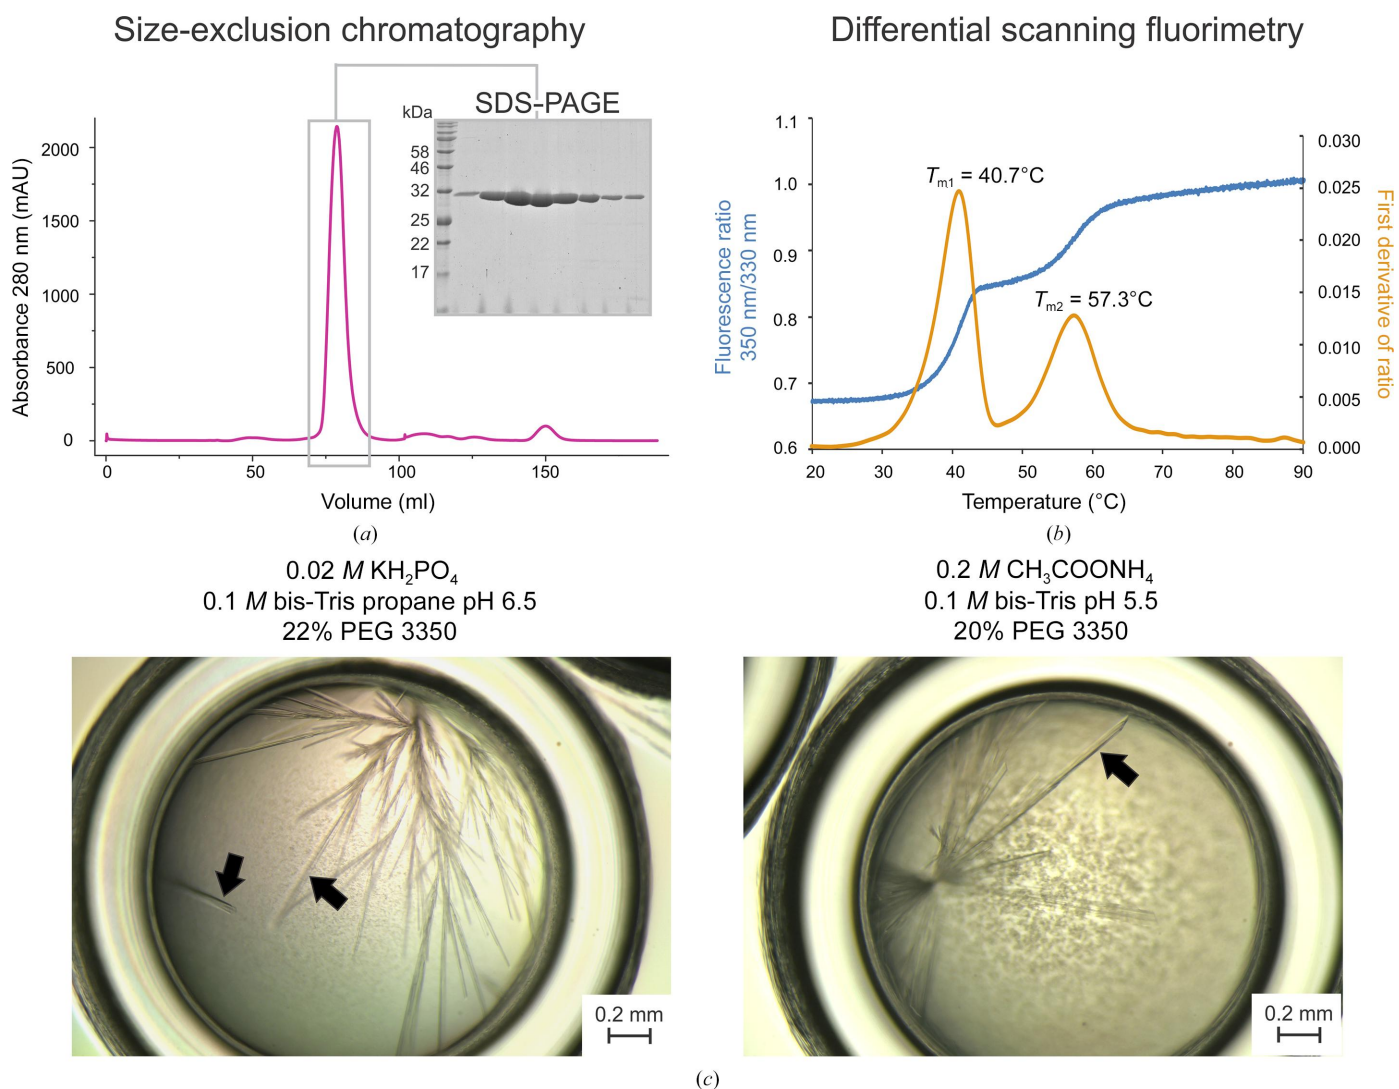 Size-exclusion chromatography
SDS-PAGE
kDa
58
46
32
25
22
17
Absorbance 280 nm (mAU)
2000
1500
1000
500
0
0 50 100 150
Volume (ml)
(a)
Differential scanning fluorimetry
Fluorescence ratio
350 nm/330 nm
1.1
1.0
0.9
0.8
0.7
0.6
Tm1 = 40.7°C
Tm2 = 57.3°C
0.030
0.025
0.020
0.015
0.010
0.005
0.000
First derivative of ratio
20 30 40 50 60 70 80 90
Temperature (°C)
(b)
0.02 M KH2PO4
0.1 M bis-Tris propane pH 6.5
22% PEG 3350
0.2 mm
0.2 M CH3COONH4
0.1 M bis-Tris pH 5.5
20% PEG 3350
0.2 mm
(c)